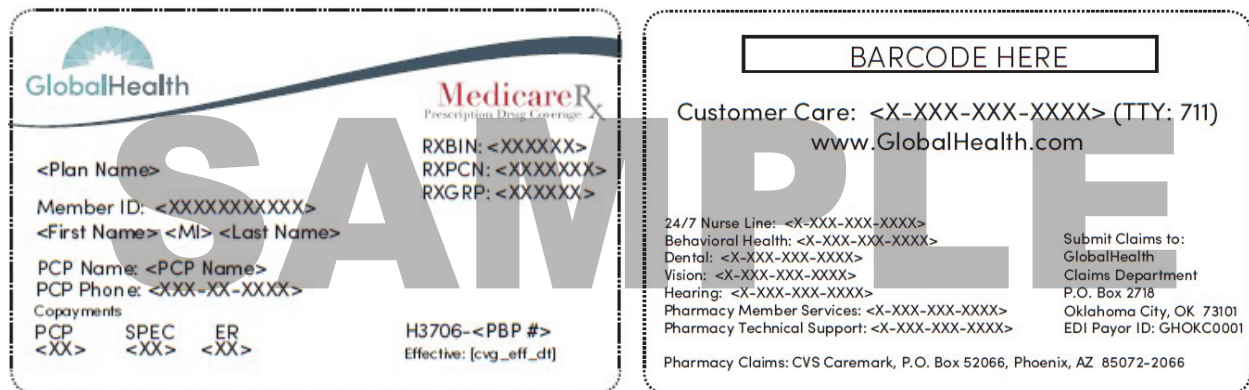 GlobalHealth
MedicareRx
Prescription Drug Coverage
RXBIN: <XXXXXX>
RXPCN: <XXXXXXX>
RXGRP: <XXXXXX>
<Plan Name>
Member ID: <XXXXXXXXXXX>
<First Name> <MI> <Last Name>
PCP Name: <PCP Name>
PCP Phone: <XXX-XX-XXXX>
Copayments
PCP SPEC ER
<XX> <XX> <XX>
H3706-<PBP #>
Effective: [cvg_eff_dt]
SAMPLE
BARCODE HERE
Customer Care: <X-XXX-XXX-XXXX> (TTY: 711)
www.GlobalHealth.com
24/7 Nurse Line: <X-XXX-XXX-XXXX>
Behavioral Health: <X-XXX-XXX-XXXX>
Dental: <X-XXX-XXX-XXXX>
Vision: <X-XXX-XXX-XXXX>
Hearing: <X-XXX-XXX-XXXX>
Pharmacy Member Services: <X-XXX-XXX-XXXX>
Pharmacy Technical Support: <X-XXX-XXX-XXXX>
Submit Claims to:
GlobalHealth
Claims Department
P.O. Box 2718
Oklahoma City, OK 73101
EDI Payor ID: GHOKC0001
Pharmacy Claims: CVS Caremark, P.O. Box 52066, Phoenix, AZ 85072-2066